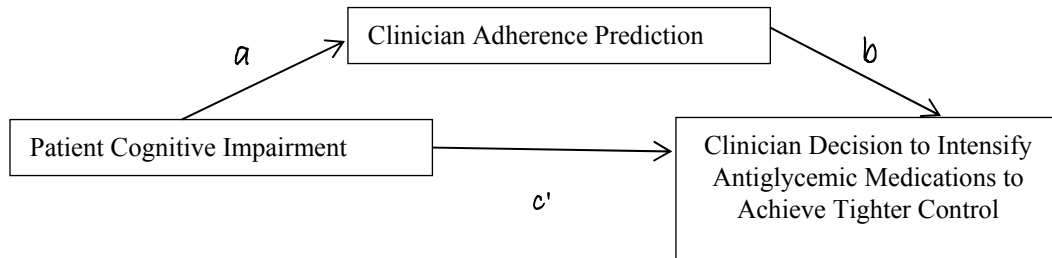 Clinician Adherence Prediction
a
b
Patient Cognitive Impairment
Clinician Decision to Intensify
Antiglycemic Medications to
Achieve Tighter Control
c'